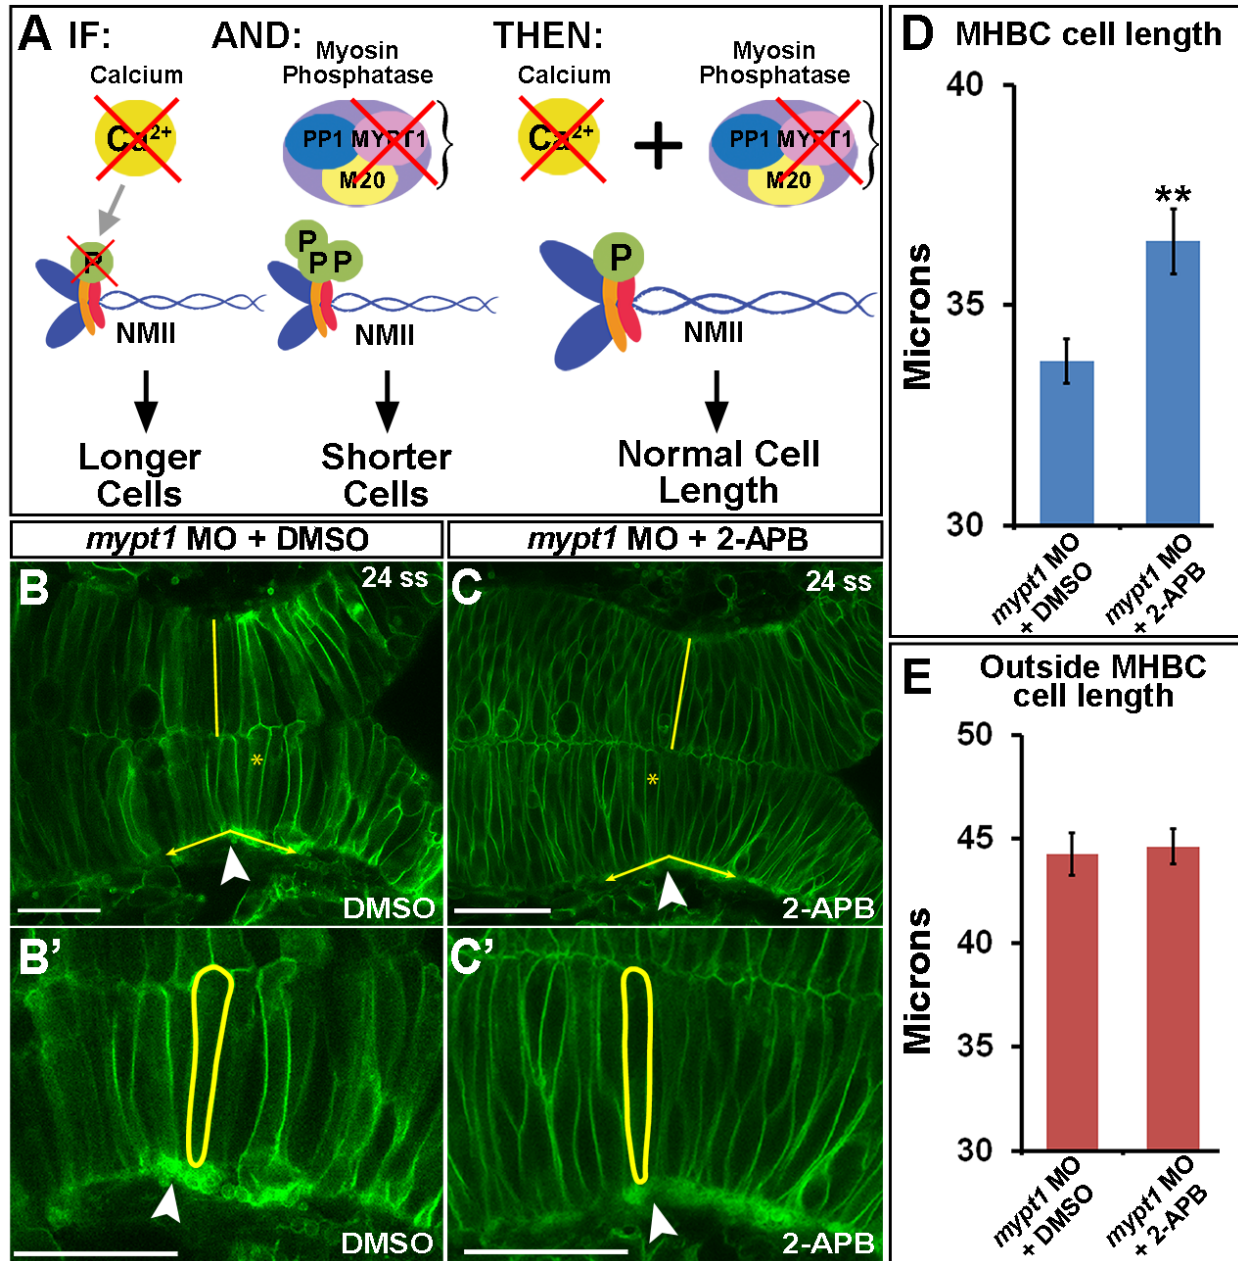 A IF: AND: THEN:
Calcium
Myosin
Phosphatase
Calcium
Myosin
Phosphatase
Ca2+
PP1 MYPT1
M20
Ca2+
+
PP1 MYPT1
M20
P
P
P P
P
NMII
NMII
NMII
Longer
Cells
Shorter
Cells
Normal Cell
Length
mypt1 MO + DMSO
mypt1 MO + 2-APB
B
24 ss
*
DMSO
C
24 ss
*
2-APB
B’
DMSO
C’
2-APB
D MHBC cell length
Microns
40
35
30
**
mypt1 MO
+ DMSO
mypt1 MO
+ 2-APB
E Outside MHBC
cell length
Microns
50
45
40
35
30
mypt1 MO
+ DMSO
mypt1 MO
+ 2-APB